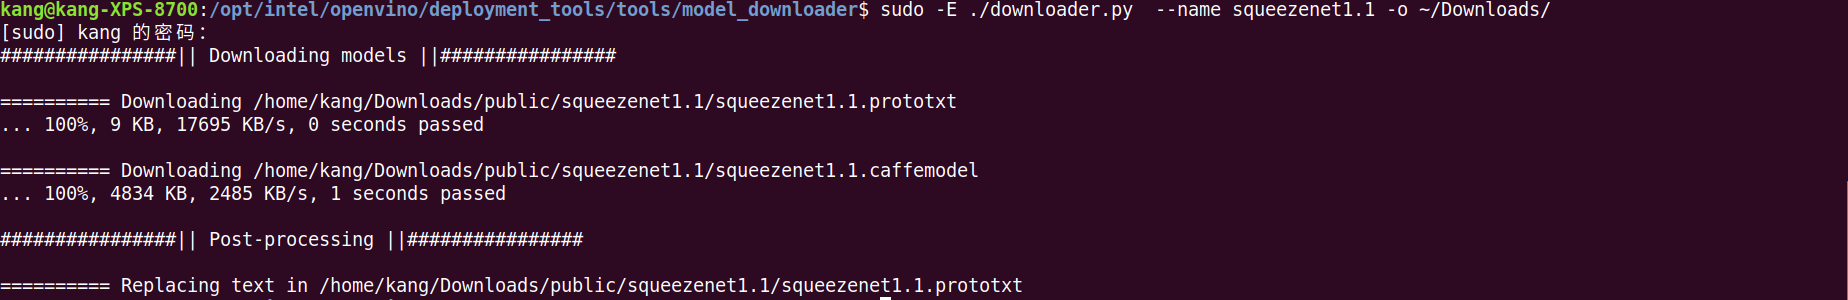 kang@kang-XPS-8700:/opt/intel/openvino/deployment_tools/tools/model_downloader$ sudo -E ./downloader.py  --name squeezenet1.1 -o ~/Downloads/
[sudo] kang 的密码：
################|| Downloading models ||################
========== Downloading /home/kang/Downloads/public/squeezenet1.1/squeezenet1.1.prototxt
... 100%, 9 KB, 17695 KB/s, 0 seconds passed
========== Downloading /home/kang/Downloads/public/squeezenet1.1/squeezenet1.1.caffemodel
... 100%, 4834 KB, 2485 KB/s, 1 seconds passed
################|| Post-processing ||################
========== Replacing text in /home/kang/Downloads/public/squeezenet1.1/squeezenet1.1.prototxt